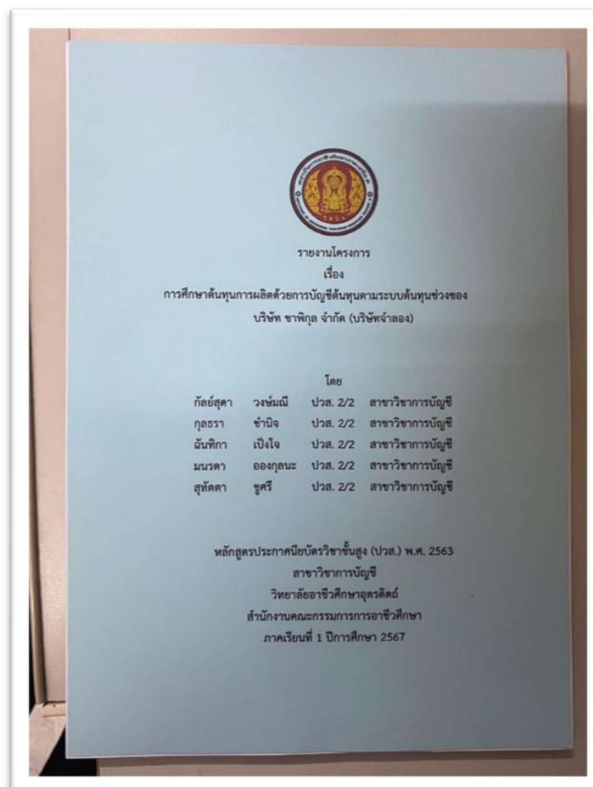 รายงานโครงการ
เรื่อง
การศึกษาต้นทุนการผลิตด้วยการบัญชีต้นทุนตามระบบต้นทุนช่วงของ
บริษัท ชาพิกุล จำกัด (บริษัทจำลอง)
โดย
กัลย์สุดา วงษ์มณี ปวส. 2/2 สาขาวิชาการบัญชี
กุลธรา ชำนิจ ปวส. 2/2 สาขาวิชาการบัญชี
ฉันทิกา เป็งใจ ปวส. 2/2 สาขาวิชาการบัญชี
มนรดา อองกุลนะ ปวส. 2/2 สาขาวิชาการบัญชี
สุทัตตา ชูศรี ปวส. 2/2 สาขาวิชาการบัญชี
หลักสูตรประกาศนียบัตรวิชาชั้นสูง (ปวส.) พ.ศ. 2563
สาขาวิชาการบัญชี
วิทยาลัยอาชีวศึกษาอุตรดิตถ์
สำนักงานคณะกรรมการการอาชีวศึกษา
ภาคเรียนที่ 1 ปีการศึกษา 2567